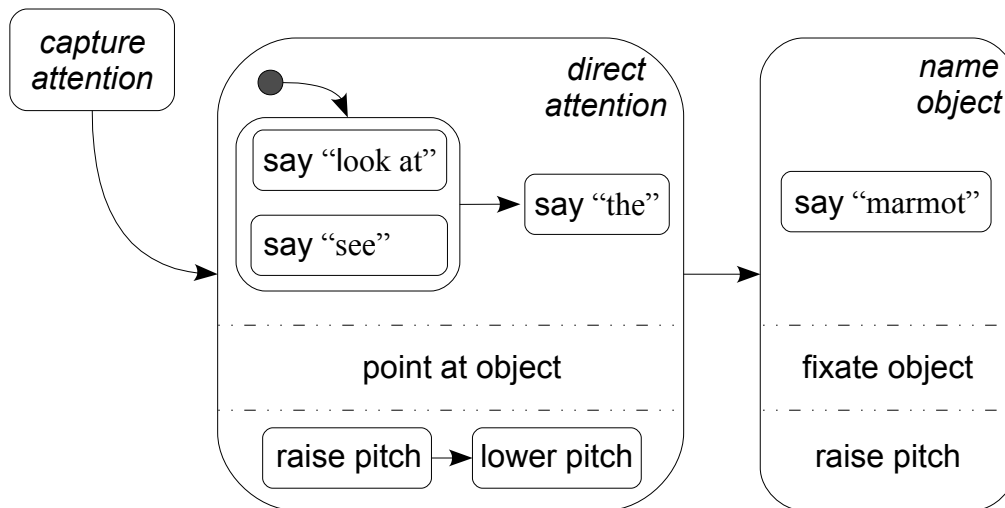 capture
attention
direct
attention
say “look at”
say “see”
say “the”
point at object
raise pitch
lower pitch
name
object
say “marmot”
fixate object
raise pitch